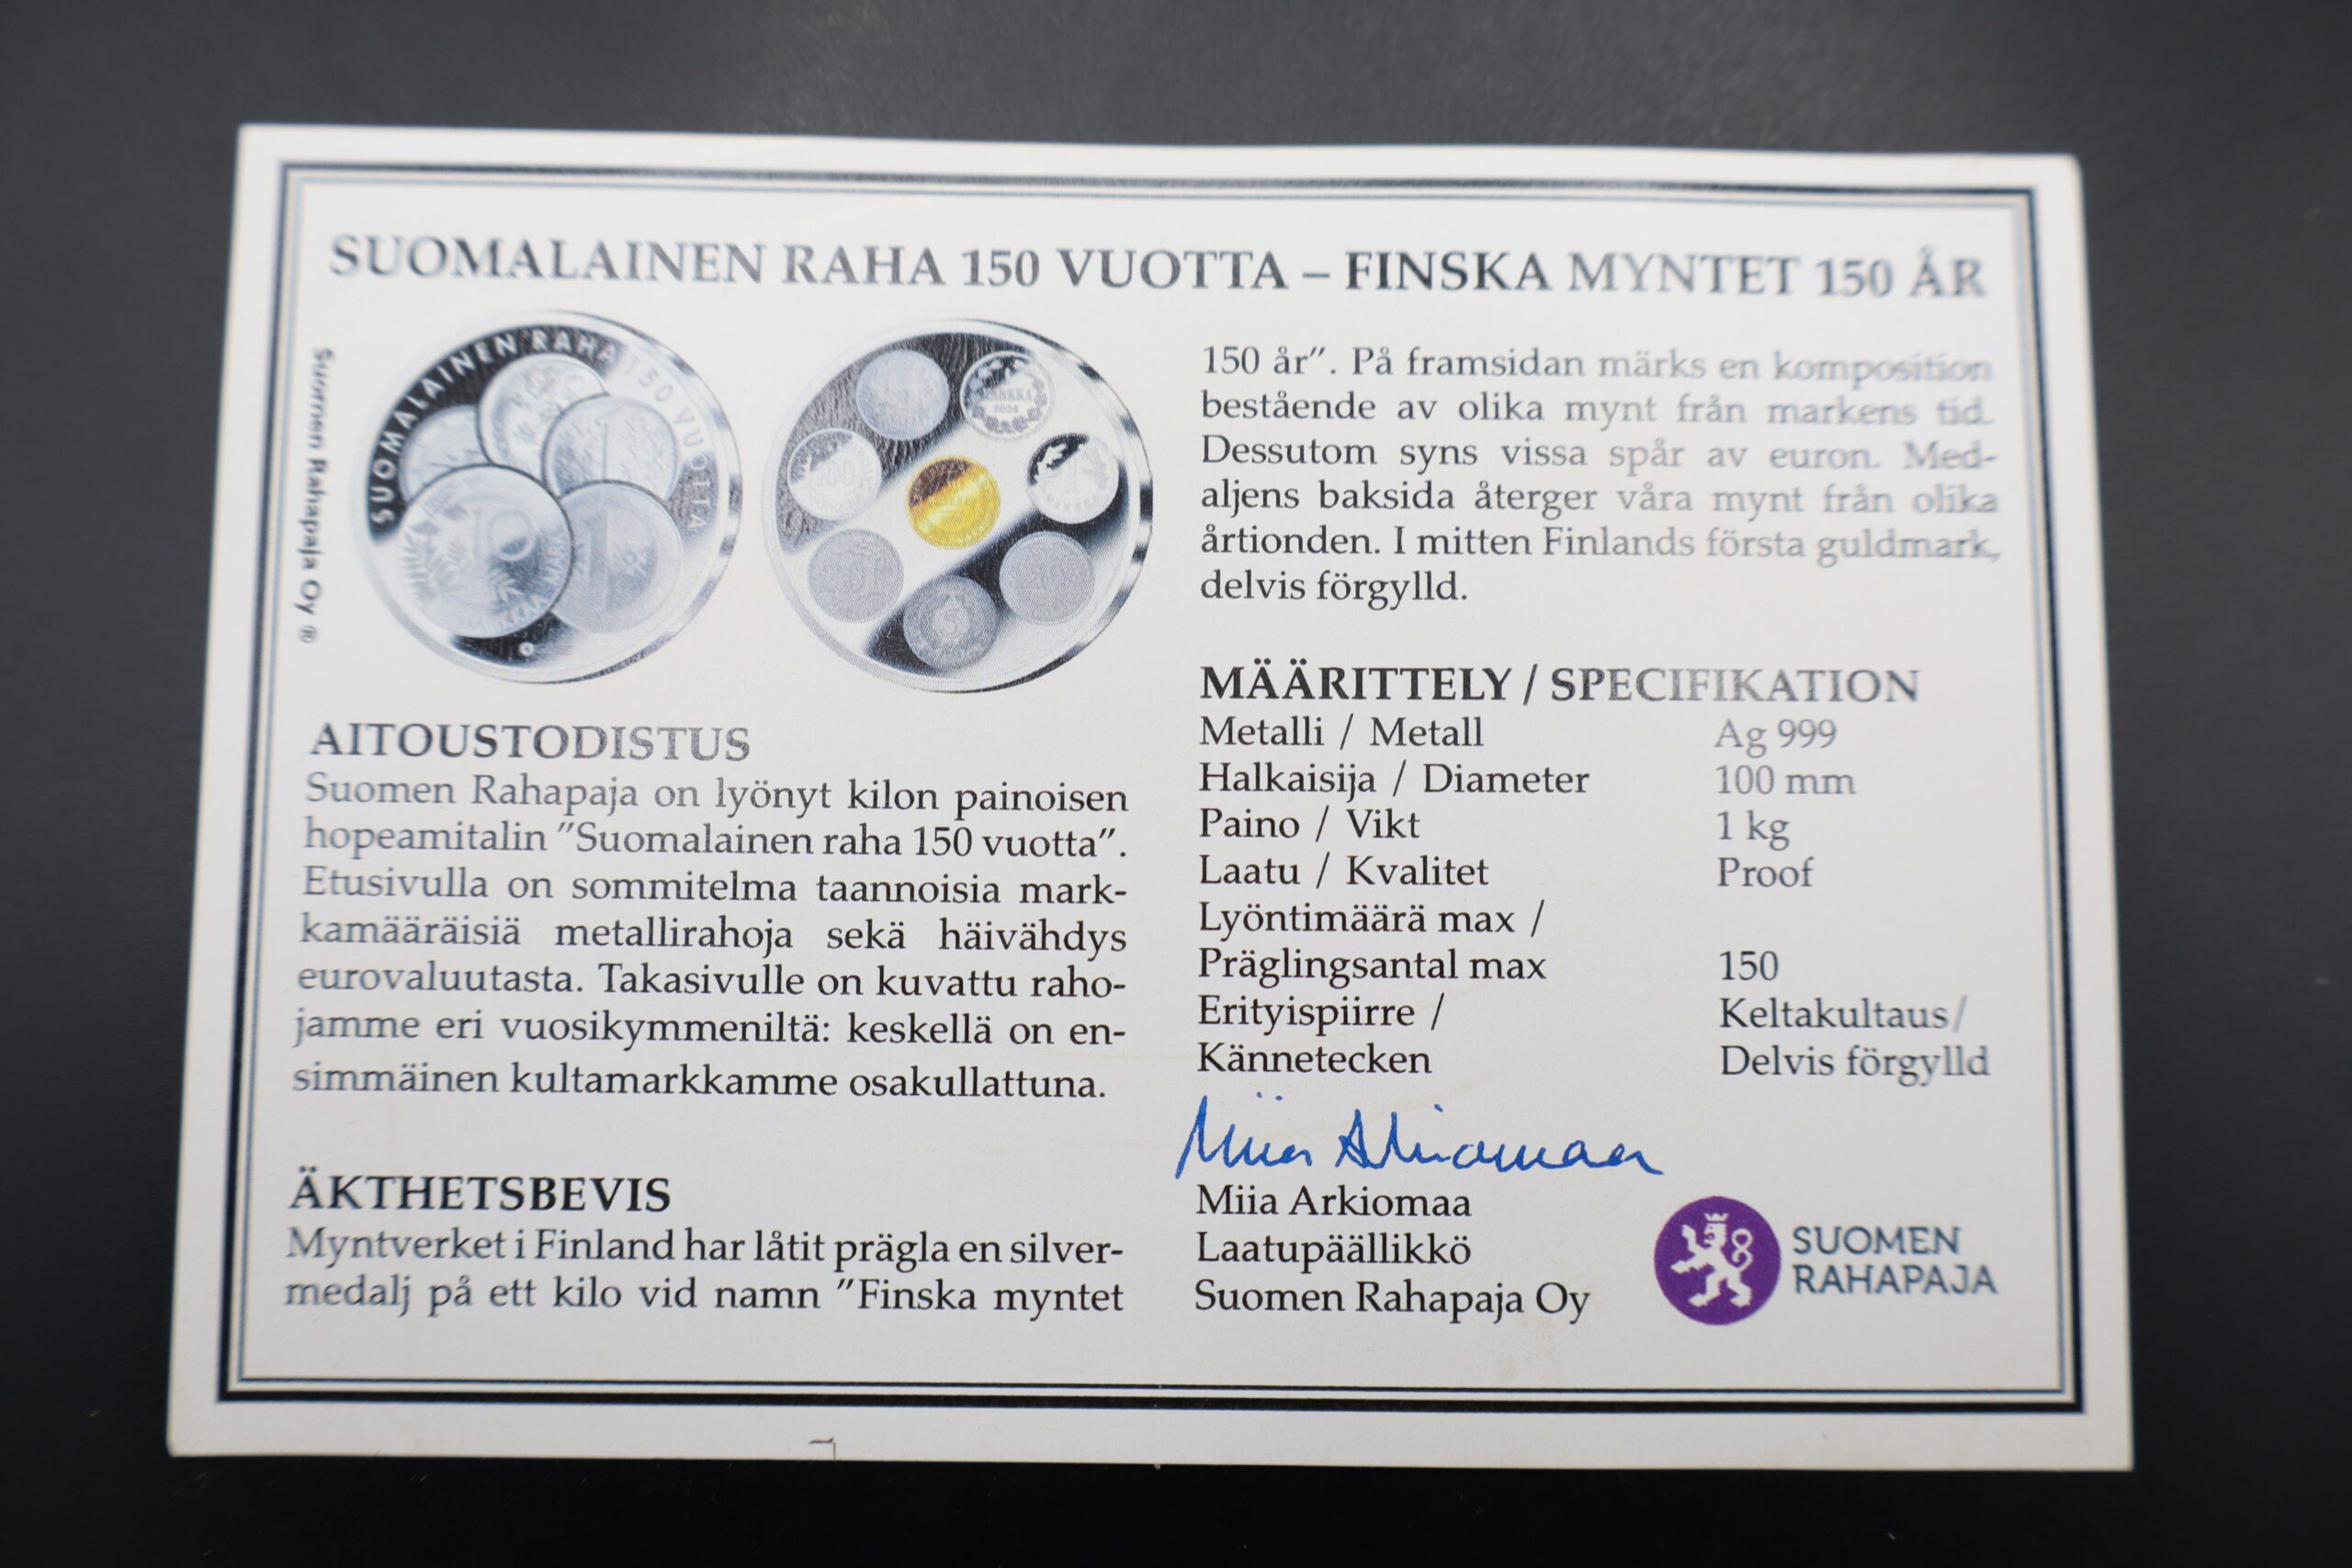 SUOMALAINEN RAHA 150 VUOTTA – FINSKA MYNTET 150 ÅR
Suomen Rahapaja Oy ®
SUOMALAINEN RAHA 150 VUOTTA
10
1
AITOUSTODISTUS
Suomen Rahapaja on lyönyt kilon painoisen
hopeamitalin "Suomalainen raha 150 vuotta".
Etusivulla on sommitelma taannoisia mark-
kamääräisiä metallirahoja sekä häivähdys
eurovaluutasta. Takasivulle on kuvattu raho-
jamme eri vuosikymmeniltä: keskellä on en-
simmäinen kultamarkkamme osakullattuna.
ÄKTHETSBEVIS
Myntverket i Finland har låtit prägla en silver-
medalj på ett kilo vid namn "Finska myntet
150 år". På framsidan märks en komposition
bestående av olika mynt från markens tid.
Dessutom syns vissa spår av euron. Med-
aljens baksida återger våra mynt från olika
årtionden. I mitten Finlands första guldmark,
delvis förgylld.
MÄÄRITTELY / SPECIFIKATION
Metalli / Metall Ag 999
Halkaisija / Diameter 100 mm
Paino / Vikt 1 kg
Laatu / Kvalitet Proof
Lyöntimäärä max /
Präglingsantal max 150
Erityispiirre / Keltakultaus/
Kännetecken Delvis förgylld
Miia Arkiomaa
Miia Arkiomaa
Laatupäällikkö
Suomen Rahapaja Oy
SUOMEN
RAHAPAJA